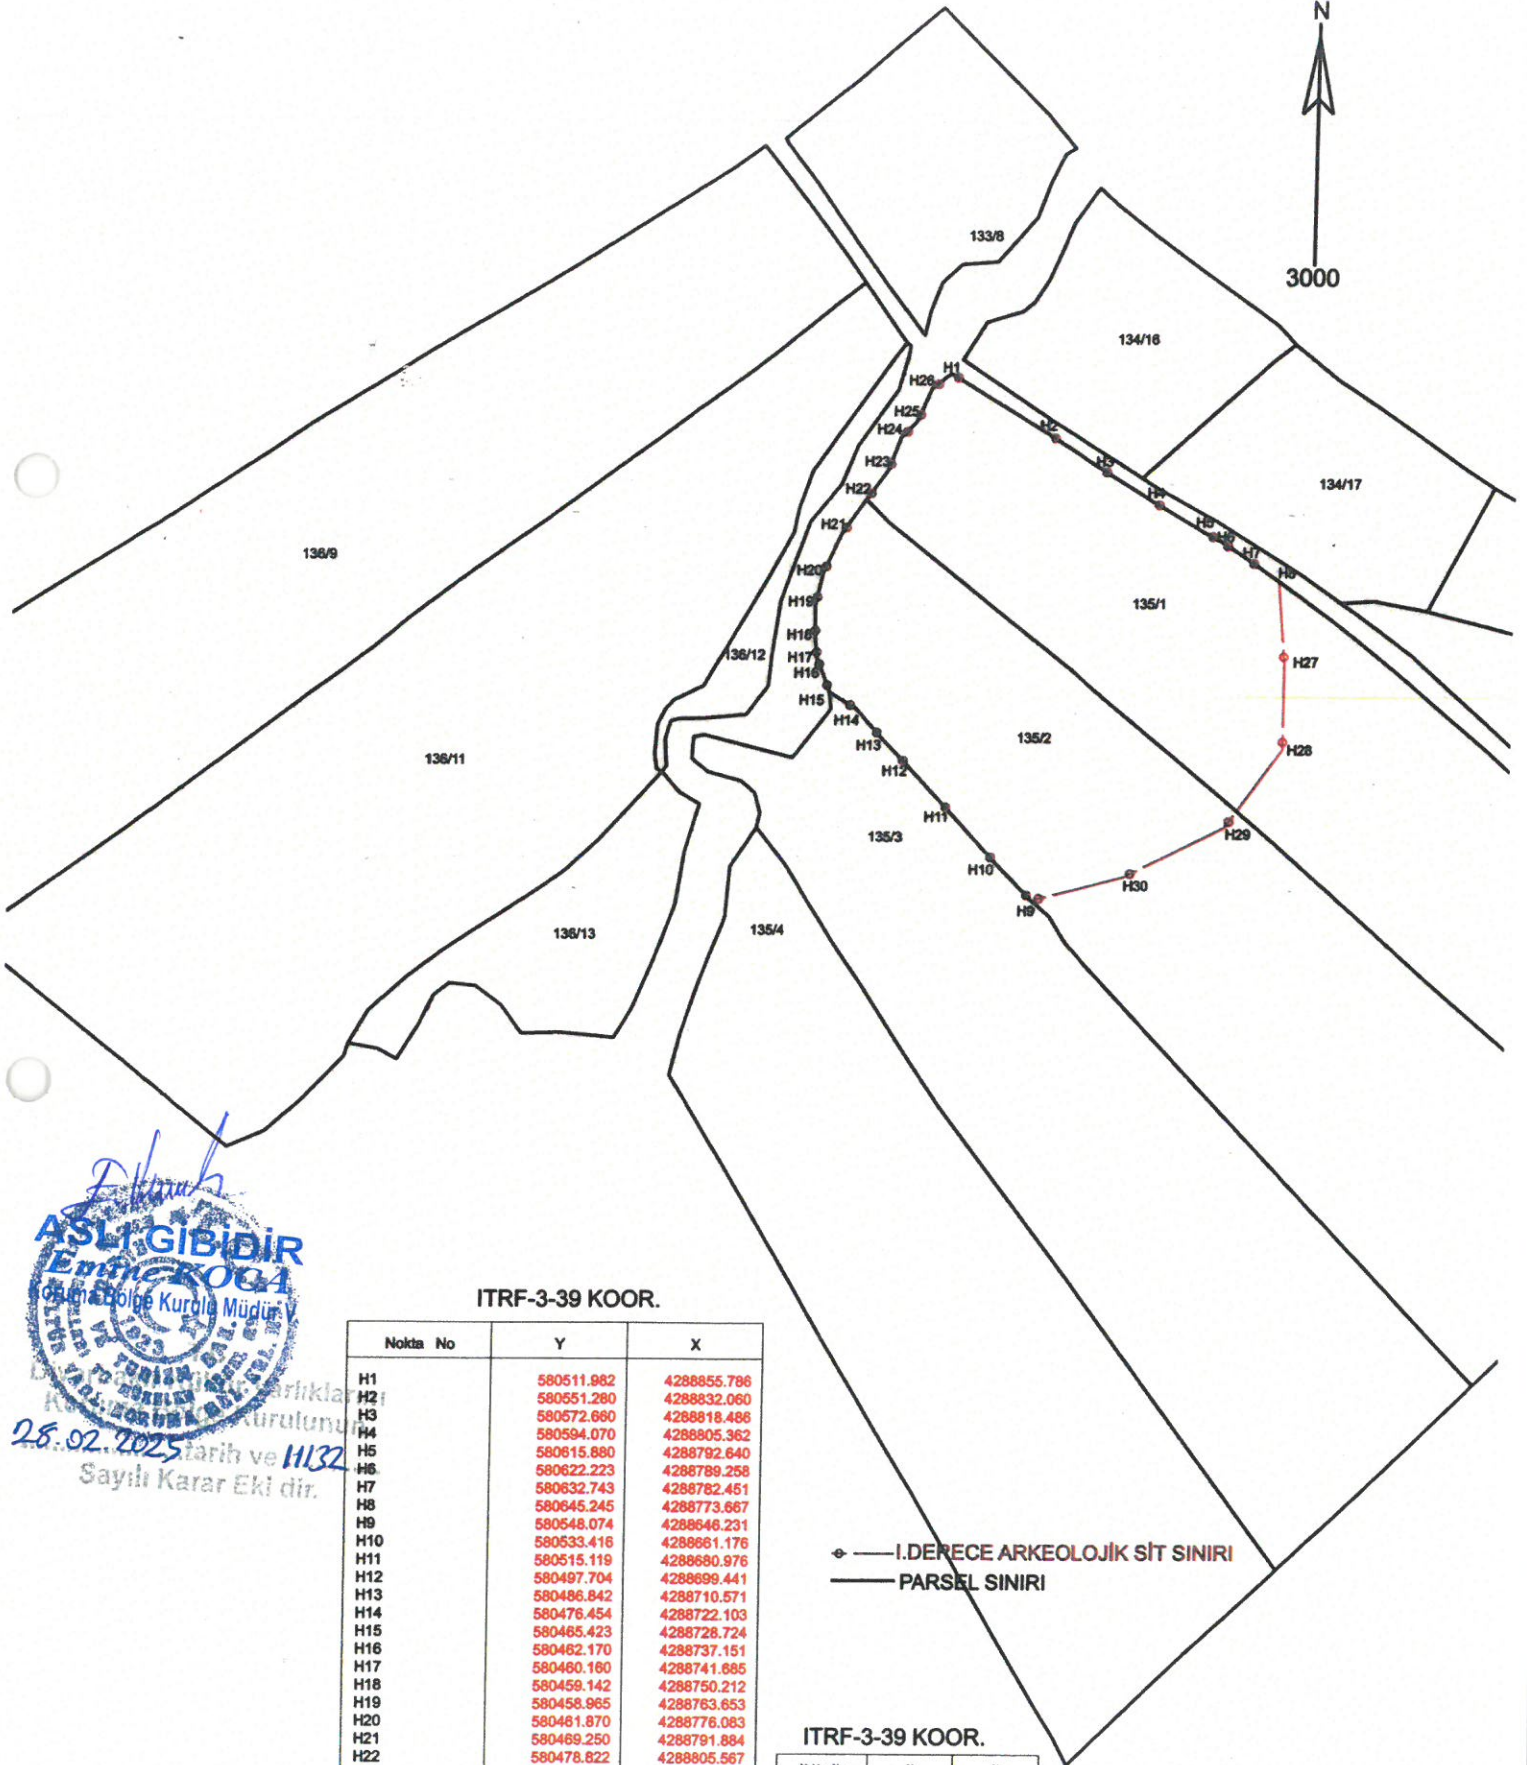 N
3000
133/8
134/16
134/17
H1
H26
H25
H24
H23
H22
H21
H20
H19
H18
H17
H16
H15
H14
H13
H12
H11
H10
H9
H2
H3
H4
H5
H6
H7
H8
H27
H28
H29
H30
135/1
135/2
135/3
135/4
136/9
136/11
136/12
136/13
ASLI GİBİDİR
Emine KOCA
Koruma Bölge Kurulu Müdür V.
28.02.2025 tarih ve 11132
Sayılı Karar Eki dir.
ITRF-3-39 KOOR.
Nokta No Y X
H1 580511.982 4288855.786
H2 580551.280 4288832.060
H3 580572.660 4288818.486
H4 580594.070 4288805.362
H5 580615.880 4288792.640
H6 580622.223 4288789.258
H7 580632.743 4288782.451
H8 580645.245 4288773.667
H9 580548.074 4288646.231
H10 580533.416 4288661.176
H11 580515.119 4288680.976
H12 580497.704 4288699.441
H13 580486.842 4288710.571
H14 580476.454 4288722.103
H15 580465.423 4288728.724
H16 580462.170 4288737.151
H17 580460.160 4288741.685
H18 580459.142 4288750.212
H19 580458.965 4288763.653
H20 580461.870 4288776.083
H21 580469.250 4288791.884
H22 580478.822 4288805.567
I.DERECE ARKEOLOJİK SİT SINIRI
PARSEL SINIRI
ITRF-3-39 KOOR.